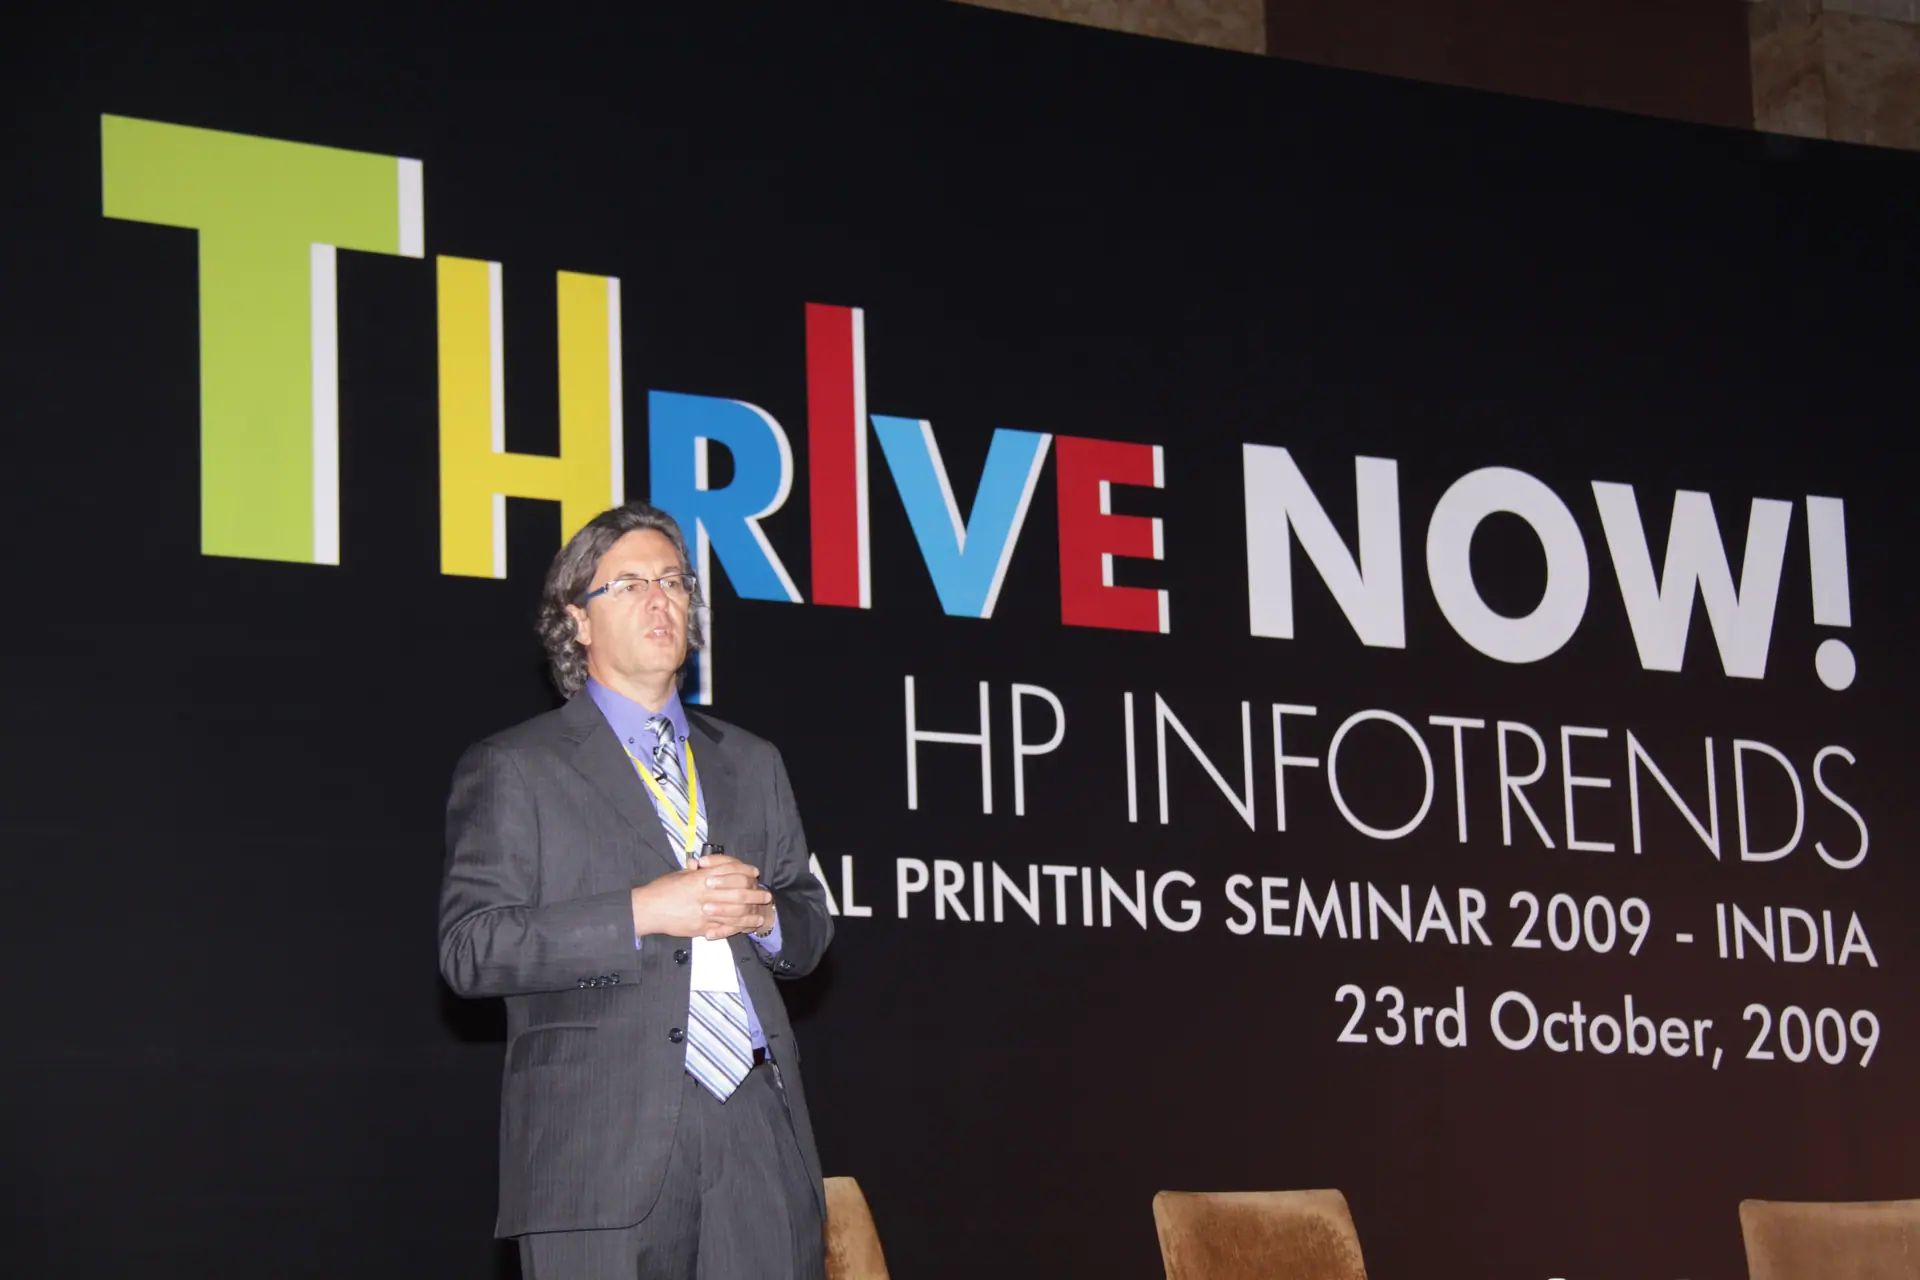 THRIVE NOW!
HP INFOTRENDS
AL PRINTING SEMINAR 2009 - INDIA
23rd October, 2009